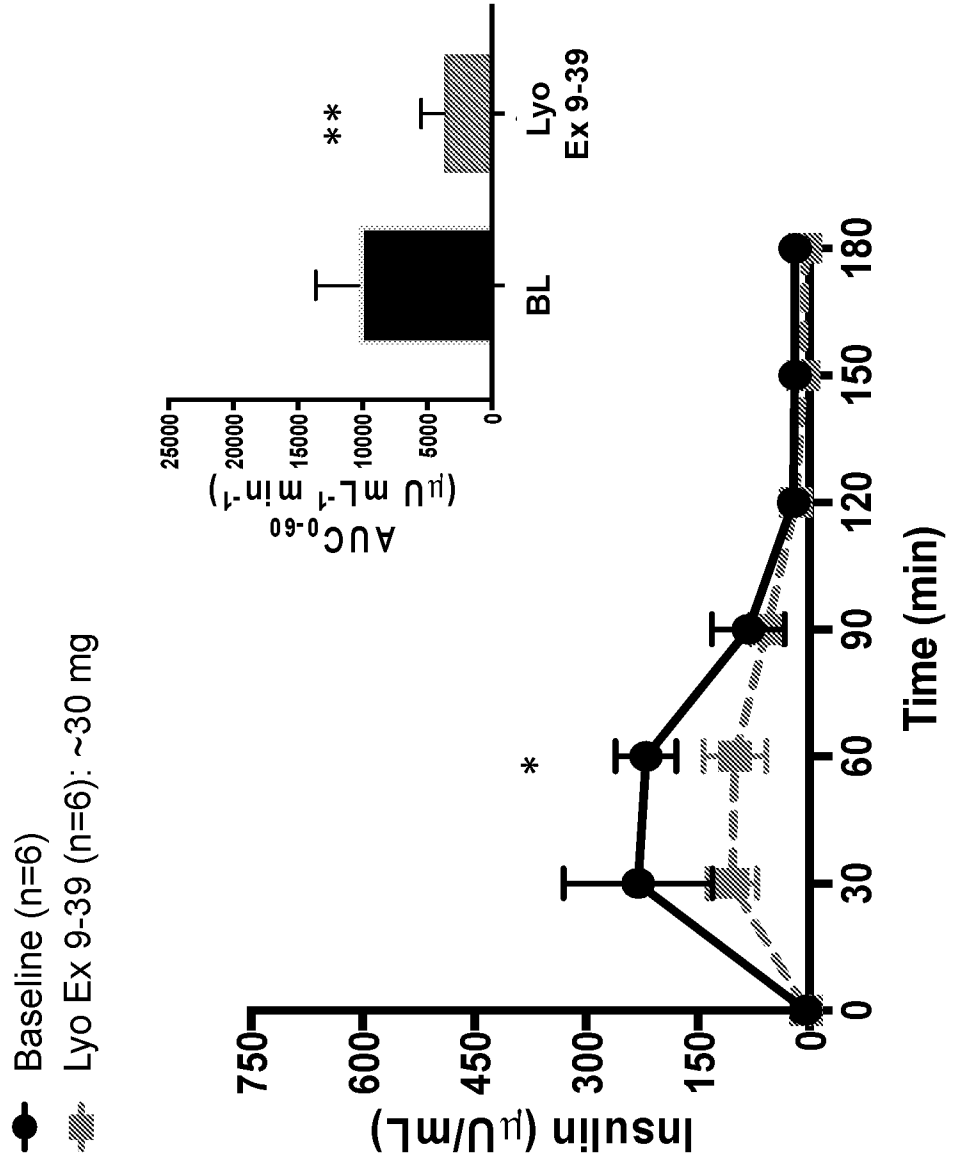 Baseline (n=6)
Lyo Ex 9-39 (n=6): ~30 mg
AUC0-60
(μU mL-1 min-1)
25000
20000
15000
10000
5000
0
**
BL
Lyo
Ex 9-39
Insulin (μU/mL)
750
600
450
300
150
0
*
0 30 60 90 120 150 180
Time (min)